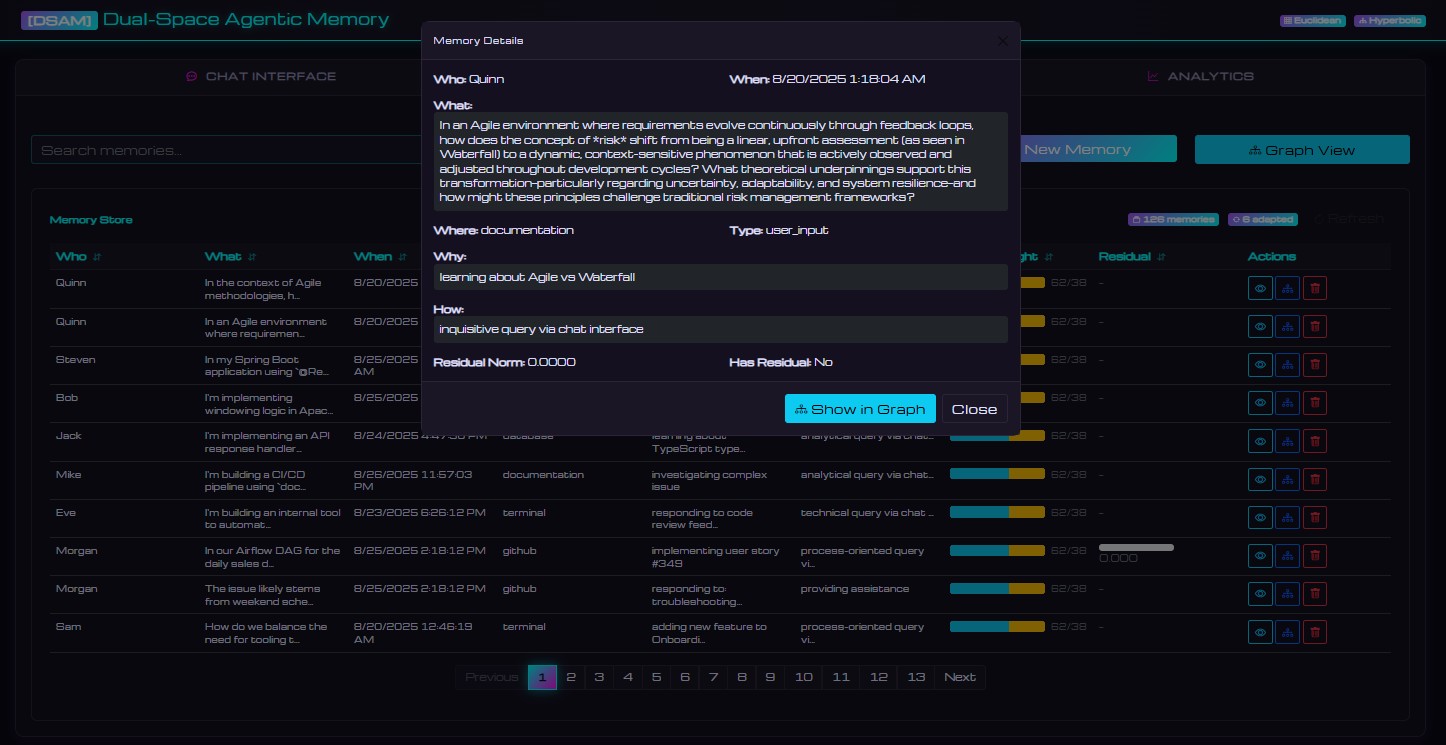 [DSAM] Dual-Space Agentic Memory
Euclidean
Hyperbolic
CHAT INTERFACE
ANALYTICS
Search memories...
New Memory
Graph View
Memory Details
Who: Quinn
When: 8/20/2025 1:18:04 AM
What:
In an Agile environment where requirements evolve continuously through feedback loops,
how does the concept of *risk* shift from being a linear, upfront assessment (as seen in
Waterfall) to a dynamic, context-sensitive phenomenon that is actively observed and
adjusted throughout development cycles? What theoretical underpinnings support this
transformation—particularly regarding uncertainty, adaptability, and system resilience—and
how might these principles challenge traditional risk management frameworks?
Where: documentation
Type: user_input
Why:
learning about Agile vs Waterfall
How:
inquisitive query via chat interface
Residual Norm: 0.0000
Has Residual: No
Show in Graph
Close
Memory Store
126 memories
6 adapted
Refresh
Who What When ght Residual Actions
Quinn In the context of Agile 8/20/2025 62/38 -
methodologies, h...
Quinn In an Agile environment 8/20/2025 62/38 -
where requiremen...
Steven In my Spring Boot 8/25/2025 62/38 -
application using `@Re... AM
Bob I'm implementing 8/25/2025 62/38 -
windowing logic in Apac...
Jack I'm implementing an API 8/24/2025 4:47:36 PM database learning about analytical query via chat... 62/38 -
response handler... TypeScript type...
Mike I'm building a CI/CD 8/25/2025 11:57:03 documentation investigating complex analytical query via chat... 62/38 -
pipeline using `doc... PM issue
Eve I'm building an internal tool 8/23/2025 6:26:12 PM terminal responding to code technical query via chat ... 62/38 -
to automat... review feed...
Morgan In our Airflow DAG for the 8/25/2025 2:18:12 PM github implementing user story process-oriented query 62/38
daily sales d... #349 vi... 0.000
Morgan The issue likely stems 8/25/2025 2:18:12 PM github responding to: providing assistance 62/38 -
from weekend sche... troubleshooting...
Sam How do we balance the 8/20/2025 12:46:19 terminal adding new feature to process-oriented query 62/38 -
need for tooling t... AM Onboardi... vi...
Previous 1 2 3 4 5 6 7 8 9 10 11 12 13 Next